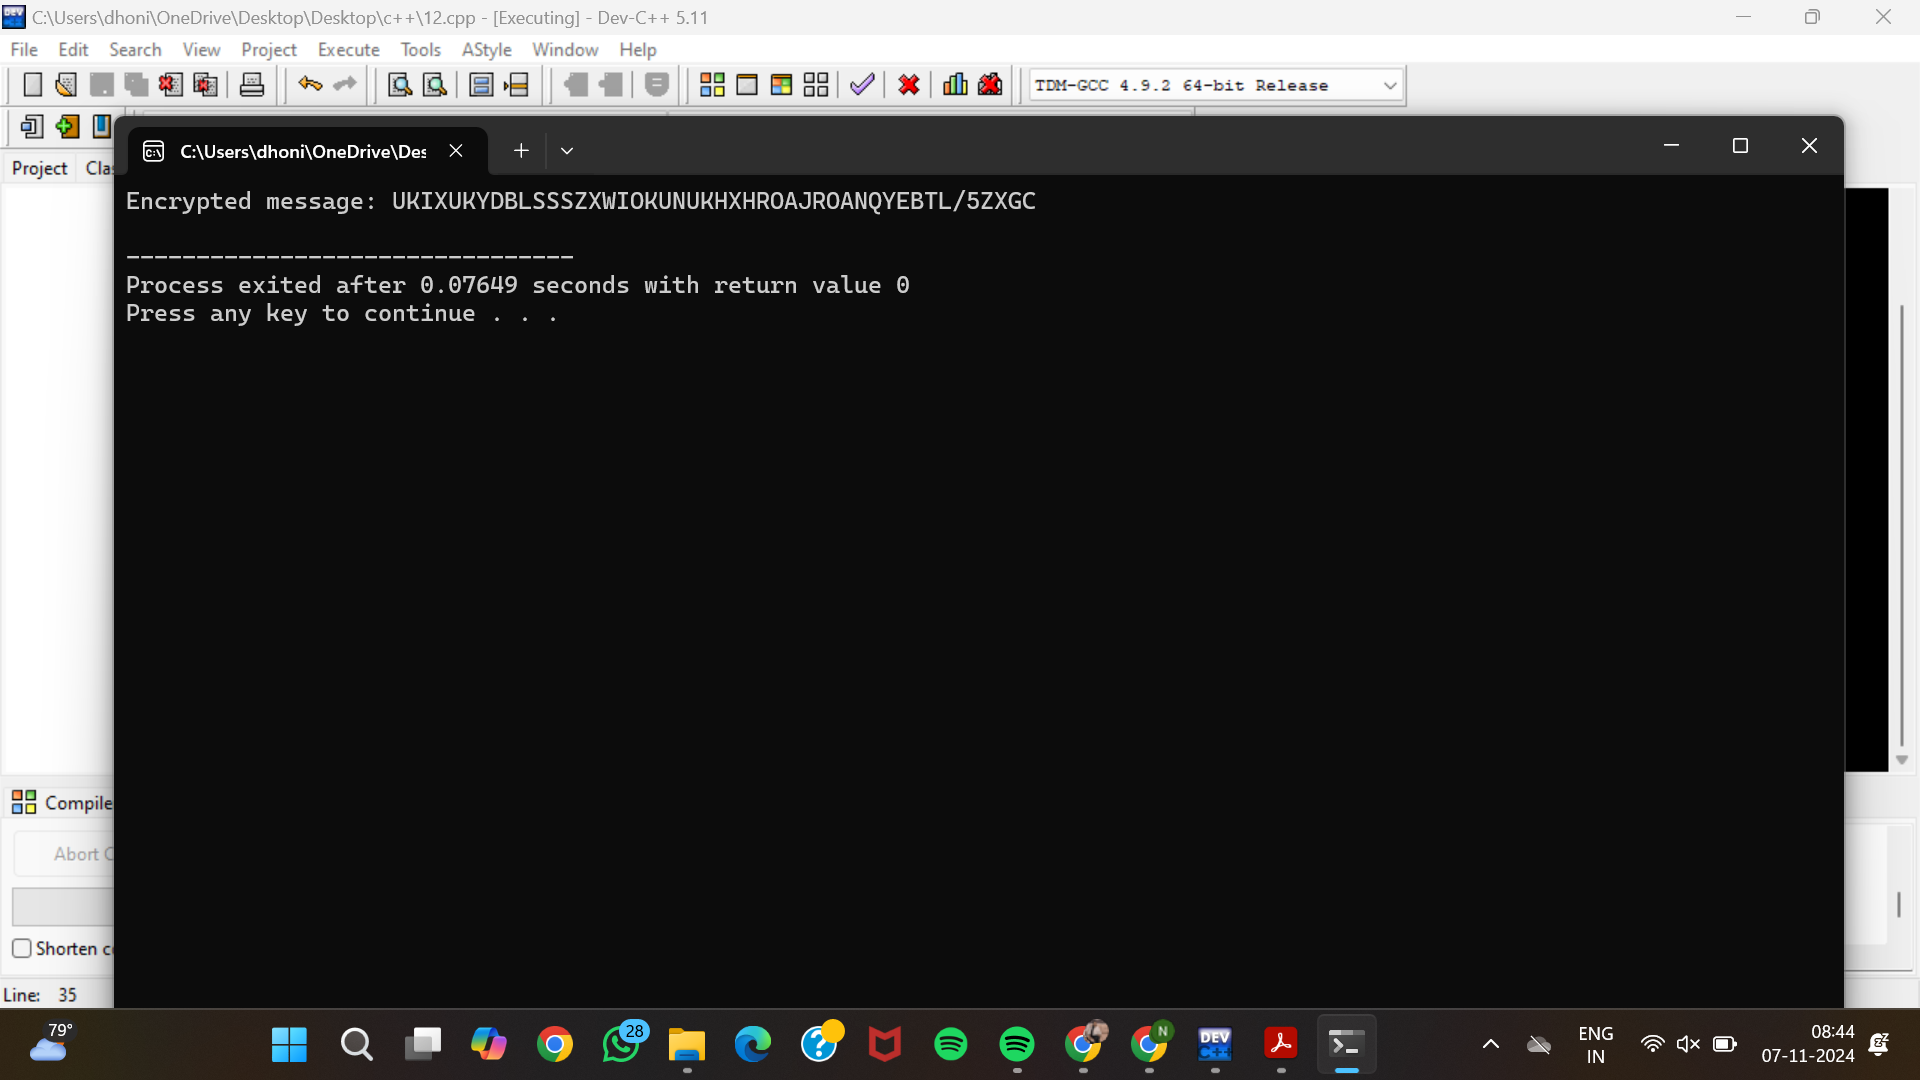 C:\Users\dhoni\OneDrive\Desktop\Desktop\c++\12.cpp - [Executing] - Dev-C++ 5.11
File Edit Search View Project Execute Tools AStyle Window Help
TDM-GCC 4.9.2 64-bit Release
C:\Users\dhoni\OneDrive\Des
Project Cla
Encrypted message: UKIXUKYDBLSSSZXWIOKUNUKHXHROAJROANQYEBTL/5ZXGC
--------------------------------
Process exited after 0.07649 seconds with return value 0
Press any key to continue . . .
Compile
Abort C
Shorten c
Line: 35
79°
28
N
DEV
C++
ENG
IN
08:44
07-11-2024